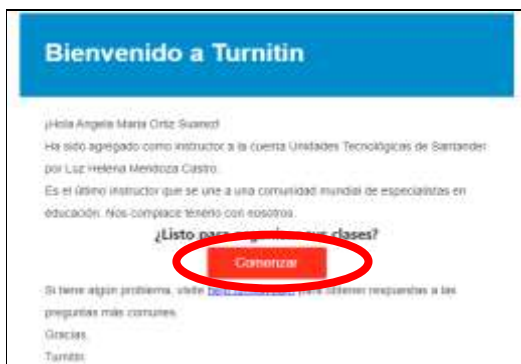 Bienvenido a Turnitin
¡Hola Angela Maria Ortiz Suarez!
Ha sido agregado como instructor a la cuenta Unidades Tecnológicas de Santander
por Luz Helena Mendoza Castro.
Es el último instructor que se une a una comunidad mundial de especialistas en
educación. Nos complace tenerlo con nosotros.
¿Listo para sus clases?
Comenzar
Si tiene algún problema, visite para obtener respuestas a las
preguntas más comunes.
Gracias,
Turnitin